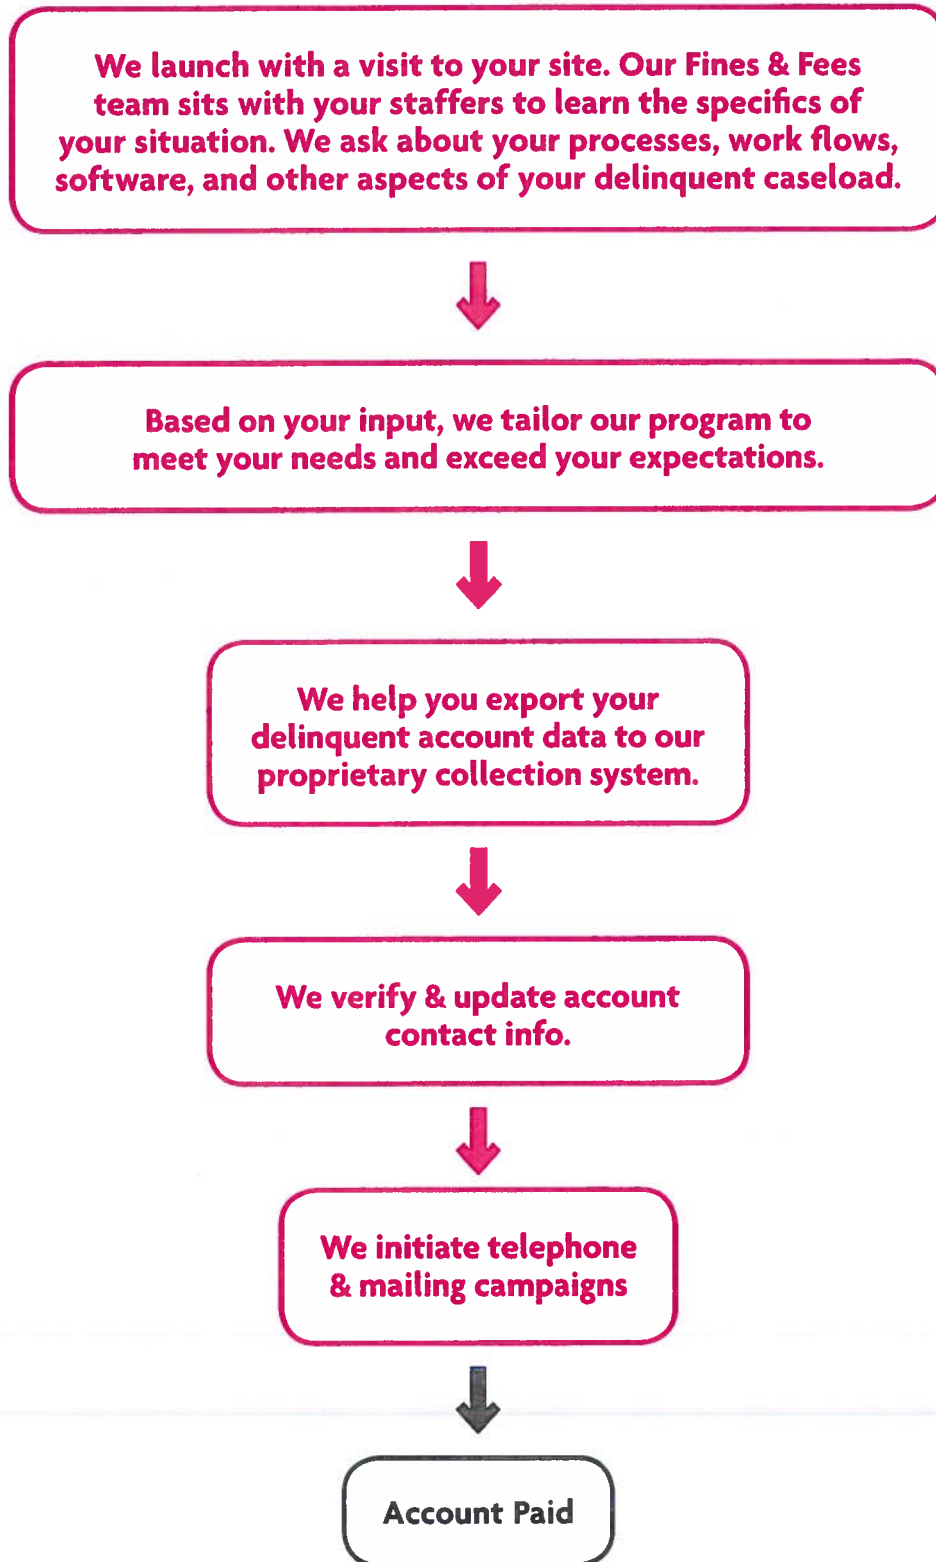 We launch with a visit to your site. Our Fines & Fees
team sits with your staffers to learn the specifics of
your situation. We ask about your processes, work flows,
software, and other aspects of your delinquent caseload.
Based on your input, we tailor our program to
meet your needs and exceed your expectations.
We help you export your
delinquent account data to our
proprietary collection system.
We verify & update account
contact info.
We initiate telephone
& mailing campaigns
Account Paid